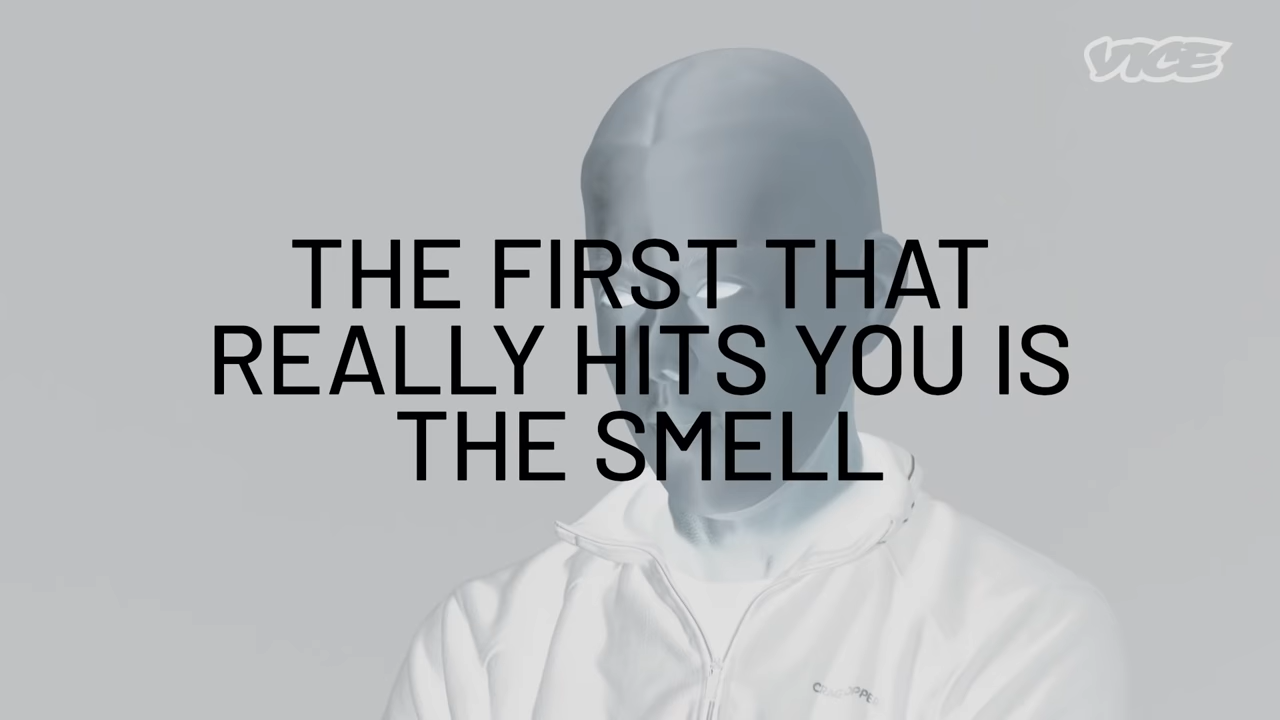 VICE
THE FIRST THAT
REALLY HITS YOU IS
THE SMELL